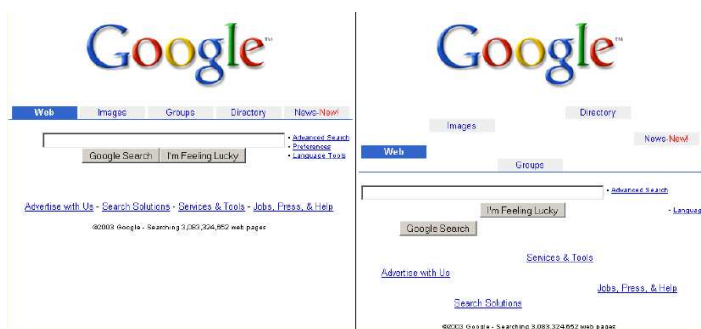 Google™
Web Images Groups Directory News-New!
• Advanced Search
• Preferences
• Language Tools
Google Search I'm Feeling Lucky
Advertise with Us - Search Solutions - Services & Tools - Jobs, Press, & Help
©2003 Google - Searching 3,083,324,652 web pages
Google™
Directory
Images
News-New!
Web
Groups
• Advanced Search
I'm Feeling Lucky
• Languag
Google Search
Services & Tools
Advertise with Us
Jobs, Press, & Help
Search Solutions
©2003 Google - Searching 3,083,324,652 web pages